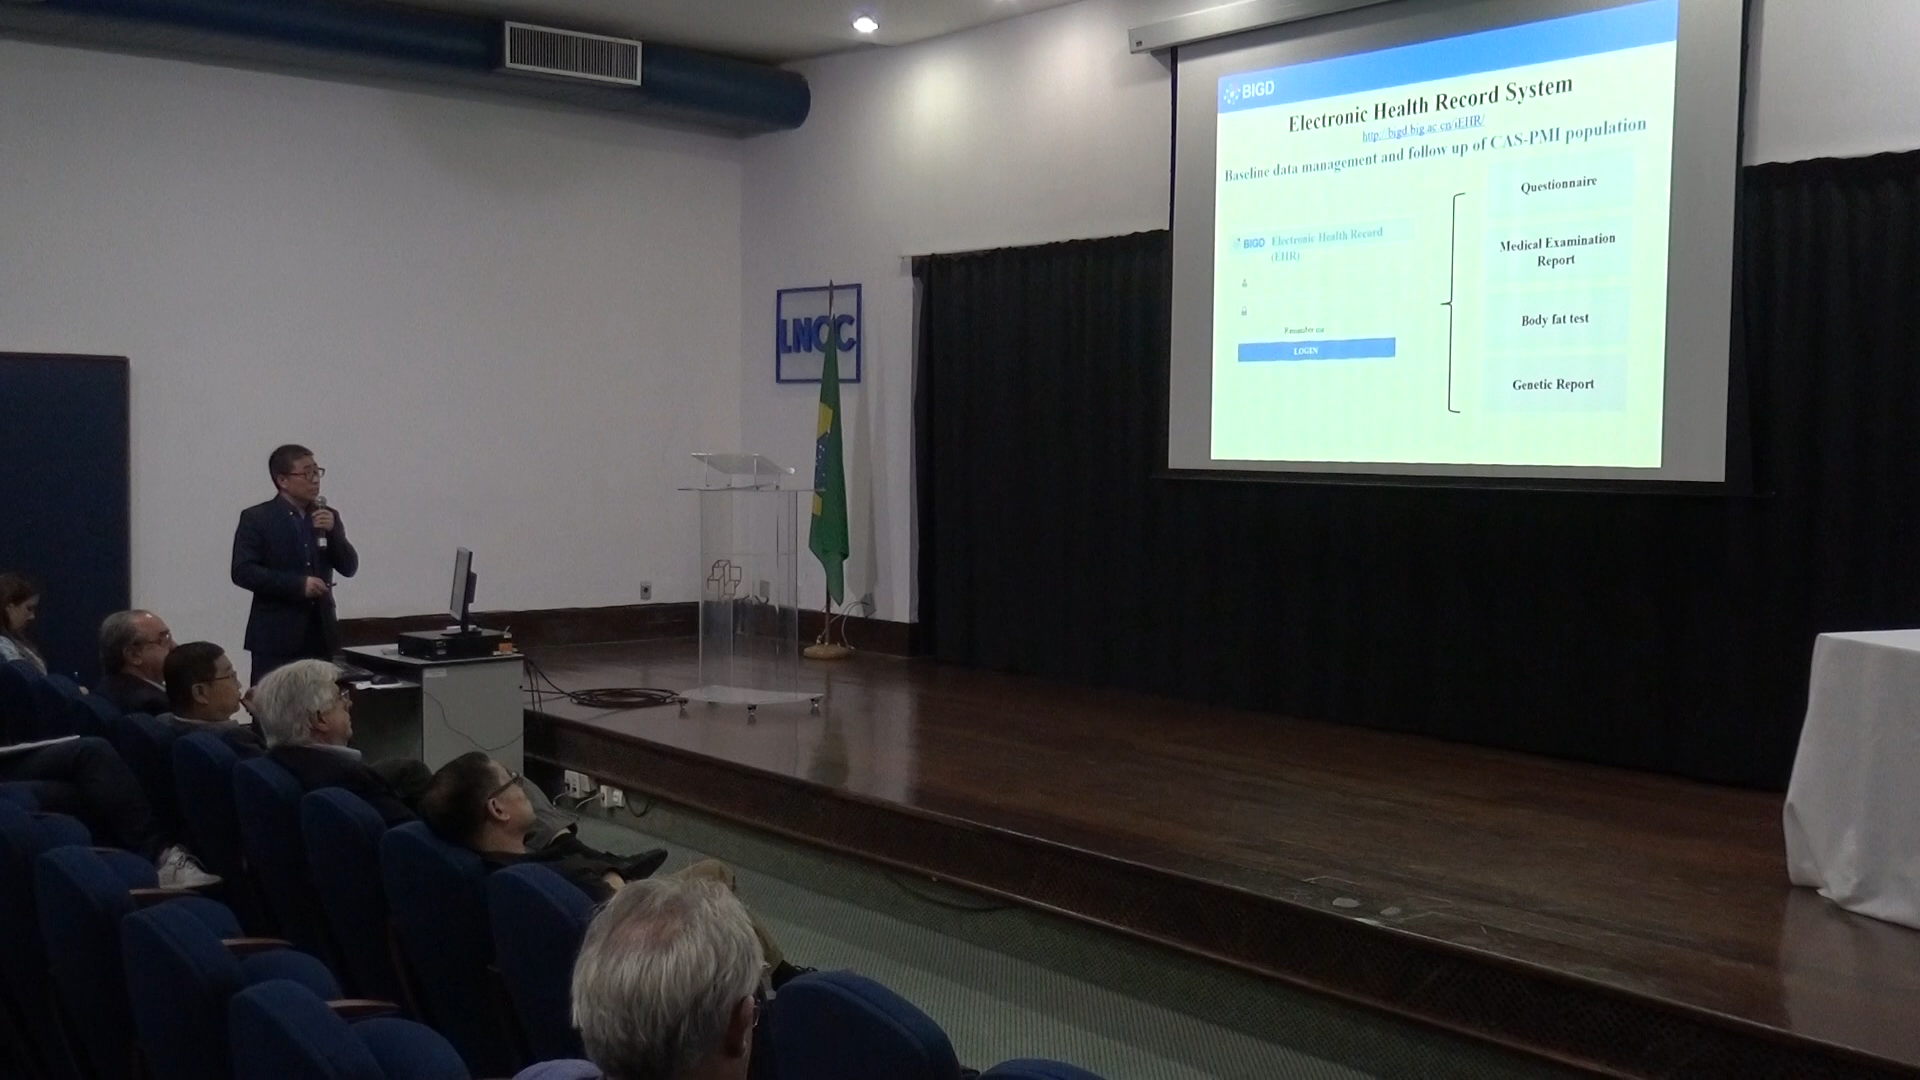 BIGD
Electronic Health Record System
http://bigd.big.ac.cn/iEHR/
Baseline data management and follow up of CAS-PMI population
BIGD Electronic Health Record
(EHR)
Remember me
LOGIN
Questionnaire
Medical Examination
Report
Body fat test
Genetic Report
LNCC